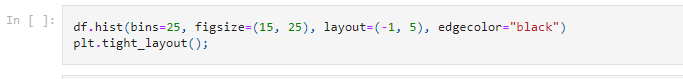 In [ ]:
df.hist(bins=25, figsize=(15, 25), layout=(-1, 5), edgecolor="black")
plt.tight_layout();